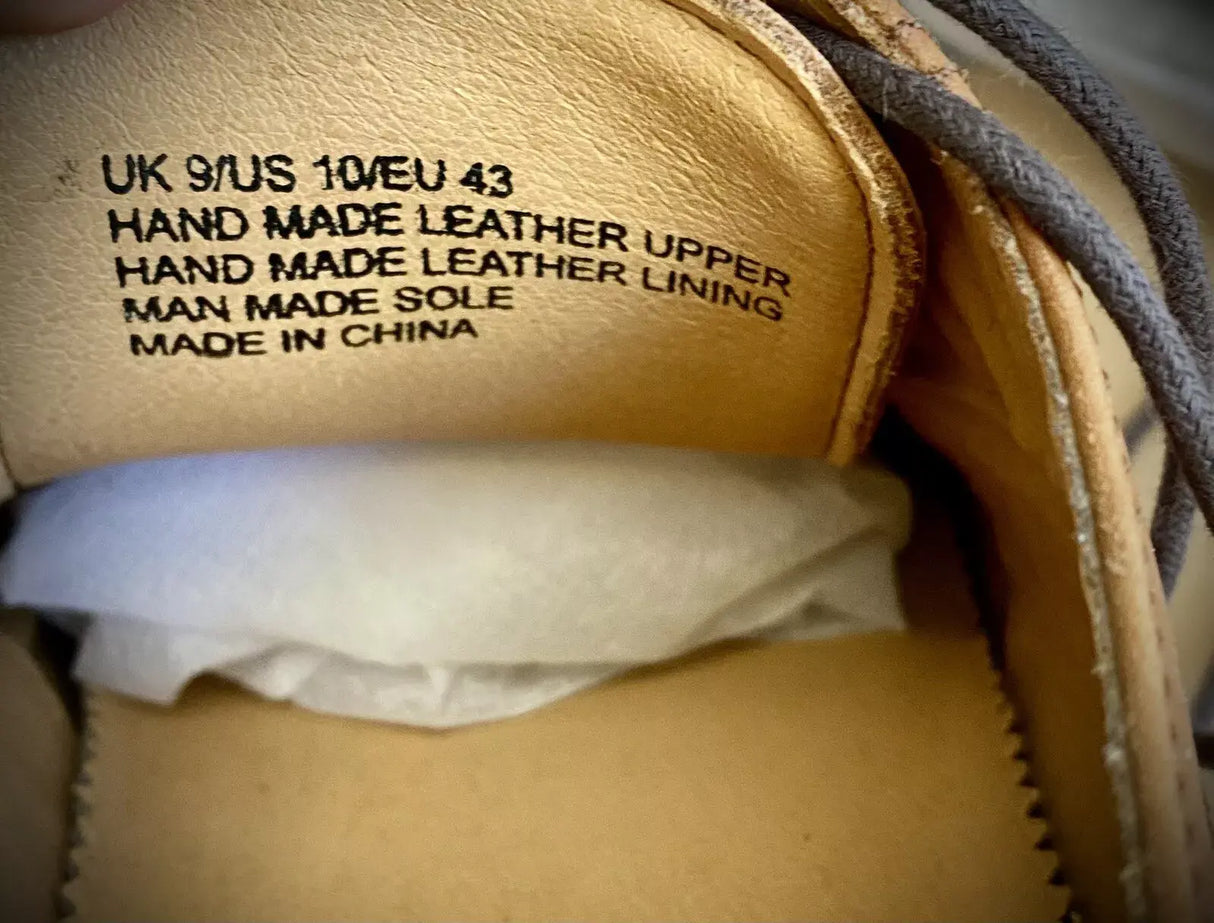 UK 9/US 10/EU 43
HAND MADE LEATHER UPPER
HAND MADE LEATHER LINING
MAN MADE SOLE
MADE IN CHINA